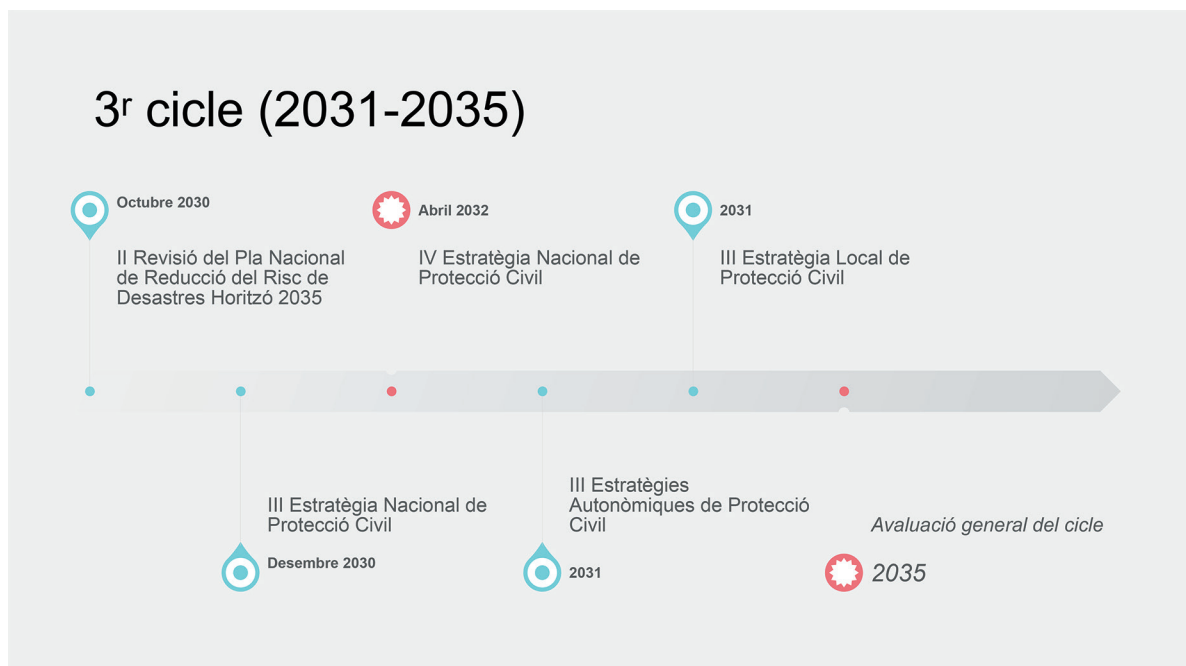 3r cicle (2031-2035)
Octubre 2030
II Revisió del Pla Nacional
de Reducció del Risc de
Desastres Horitzó 2035
Abril 2032
IV Estratègia Nacional de
Protecció Civil
2031
III Estratègia Local de
Protecció Civil
III Estratègia Nacional de
Protecció Civil
Desembre 2030
III Estratègies
Autonòmiques de Protecció
Civil
2031
Avaluació general del cicle
2035